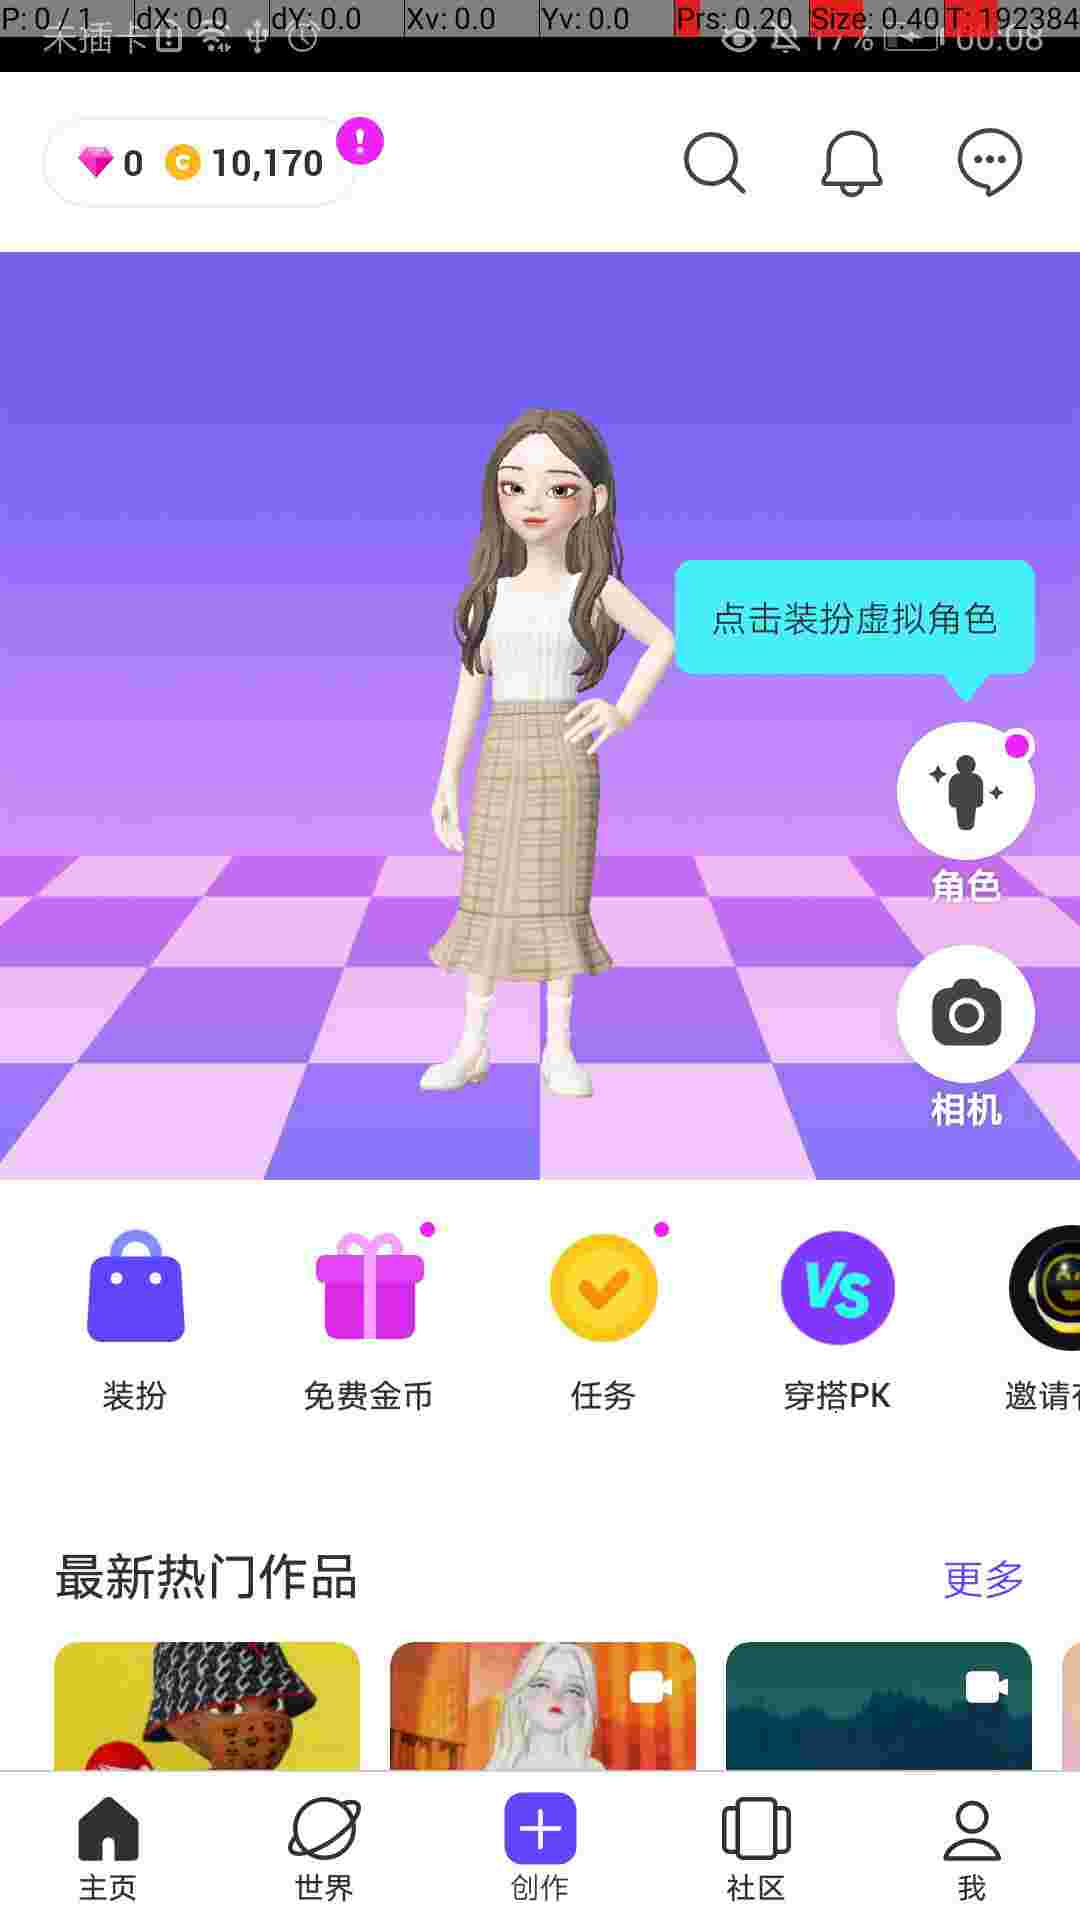 P: 0 / 1 dX: 0.0 dY: 0.0 Xv: 0.0 Yv: 0.0 Prs: 0.20 Size: 0.40 T: 192384
未插卡 17% 00:08
0 C 10,170 !
点击装扮虚拟角色
角色
相机
VS
装扮 免费金币 任务 穿搭PK 邀请
最新热门作品 更多
主页 世界 创作 社区 我